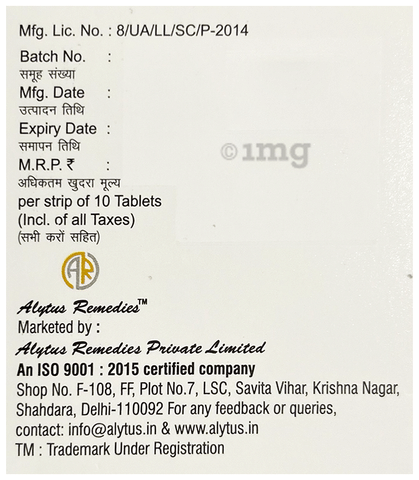 Mfg. Lic. No. : 8/UA/LL/SC/P-2014
Batch No. :
समूह संख्या
Mfg. Date :
उत्पादन तिथि
Expiry Date :
समापन तिथि
M.R.P. ₹ :
अधिकतम खुदरा मूल्य
per strip of 10 Tablets
(Incl. of all Taxes)
(सभी करों सहित)
© 1mg
AR
Alytus Remedies™
Marketed by :
Alytus Remedies Private Limited
An ISO 9001 : 2015 certified company
Shop No. F-108, FF, Plot No.7, LSC, Savita Vihar, Krishna Nagar,
Shahdara, Delhi-110092 For any feedback or queries,
contact: info@alytus.in & www.alytus.in
TM : Trademark Under Registration